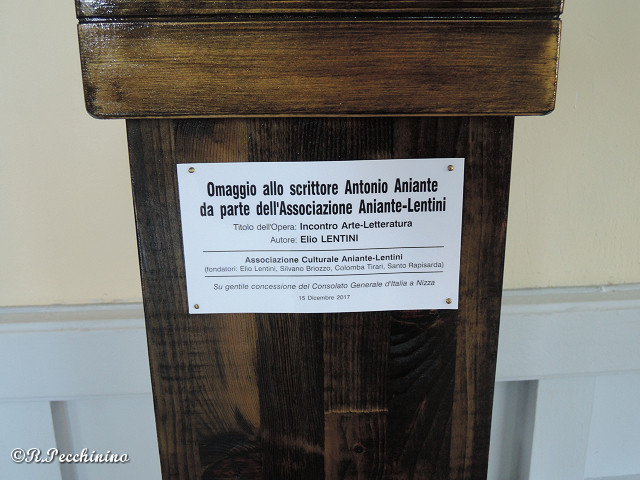 Omaggio allo scrittore Antonio Aniante
da parte dell'Associazione Aniante-Lentini
Titolo dell'Opera: Incontro Arte-Letteratura
Autore: Elio LENTINI
Associazione Culturale Aniante-Lentini
(fondatori: Elio Lentini, Silvano Briozzo, Colomba Tirari, Santo Rapisarda)
Su gentile concessione del Consolato Generale d'Italia a Nizza
15 Dicembre 2017
©R.Pecchinino